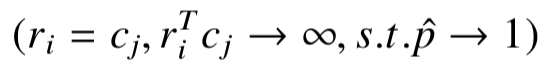 (r_i = c_j, r_i^T c_j → ∞, s.t. p̂ → 1)